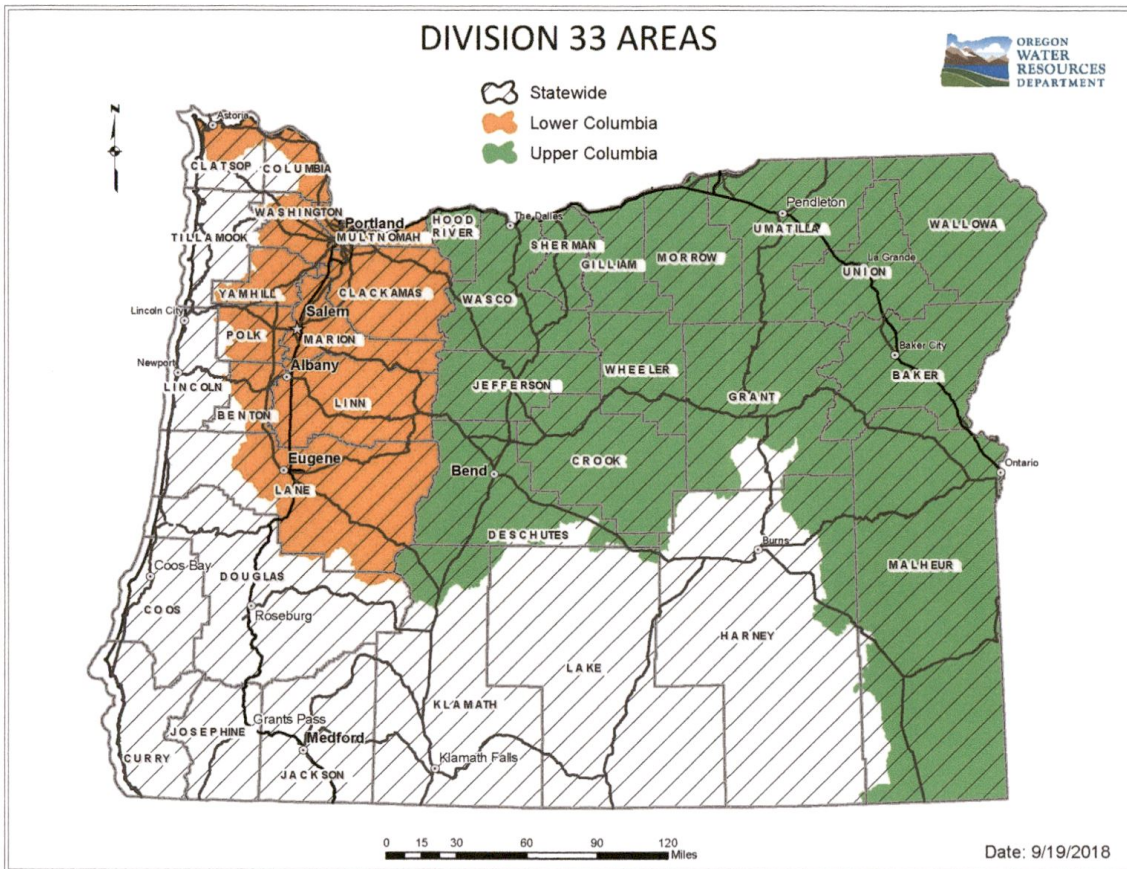 DIVISION 33 AREAS
OREGON
WATER
RESOURCES
DEPARTMENT
Statewide
Lower Columbia
Upper Columbia
N
Astoria
CLATSOP
COLUMBIA
WASHINGTON
Portland
MULTNOMAH
HOOD
RIVER
The Dalles
Pendleton
TILLAMOOK
SHERMAN
UMATILLA
WALLOWA
GILLIAM
MORROW
La Grande
UNION
YAMHILL
CLACKAMAS
WASCO
Lincoln City
Salem
POLK
MARION
Newport
Albany
WHEELER
Baker City
BAKER
LINCOLN
LINN
JEFFERSON
GRANT
BENTON
Eugene
Bend
CROOK
Ontario
LANE
DESCHUTES
Burns
Coos Bay
DOUGLAS
MALHEUR
COOS
Roseburg
HARNEY
LAKE
KLAMATH
Grants Pass
JOSEPHINE
Medford
CURRY
Klamath Falls
JACKSON
0 15 30 60 90 120
Miles
Date: 9/19/2018